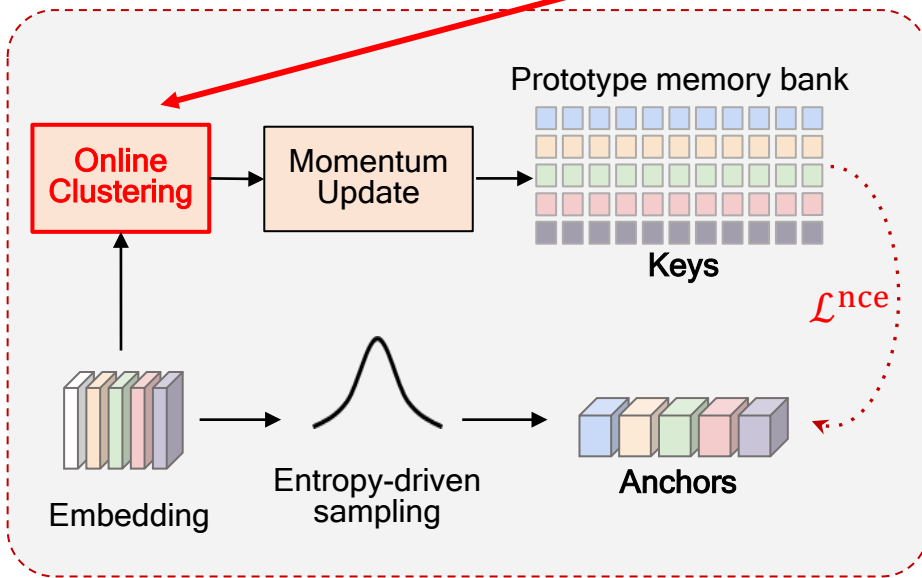 Prototype memory bank
Online
Clustering
Momentum
Update
Keys
ℒnce
Embedding
Entropy-driven
sampling
Anchors